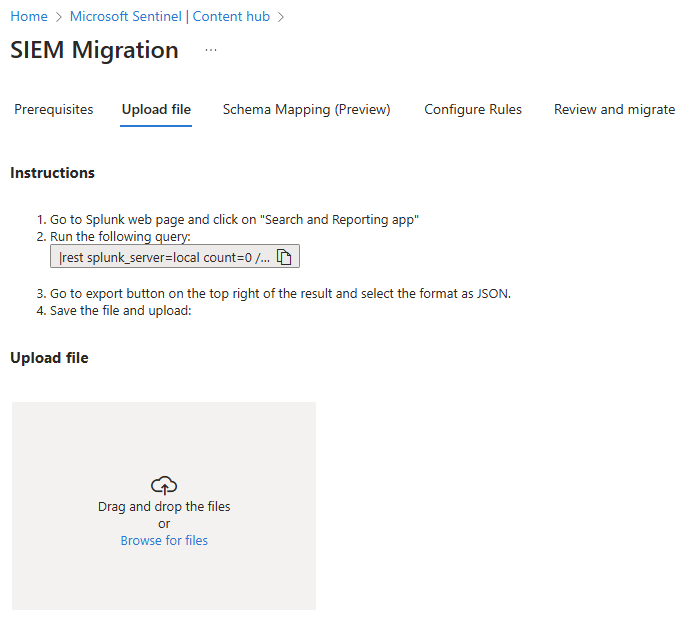 Home > Microsoft Sentinel | Content hub >
SIEM Migration ...
Prerequisites Upload file Schema Mapping (Preview) Configure Rules Review and migrate
Instructions
1. Go to Splunk web page and click on "Search and Reporting app"
2. Run the following query:
|rest splunk_server=local count=0 /...
3. Go to export button on the top right of the result and select the format as JSON.
4. Save the file and upload:
Upload file
Drag and drop the files
or
Browse for files